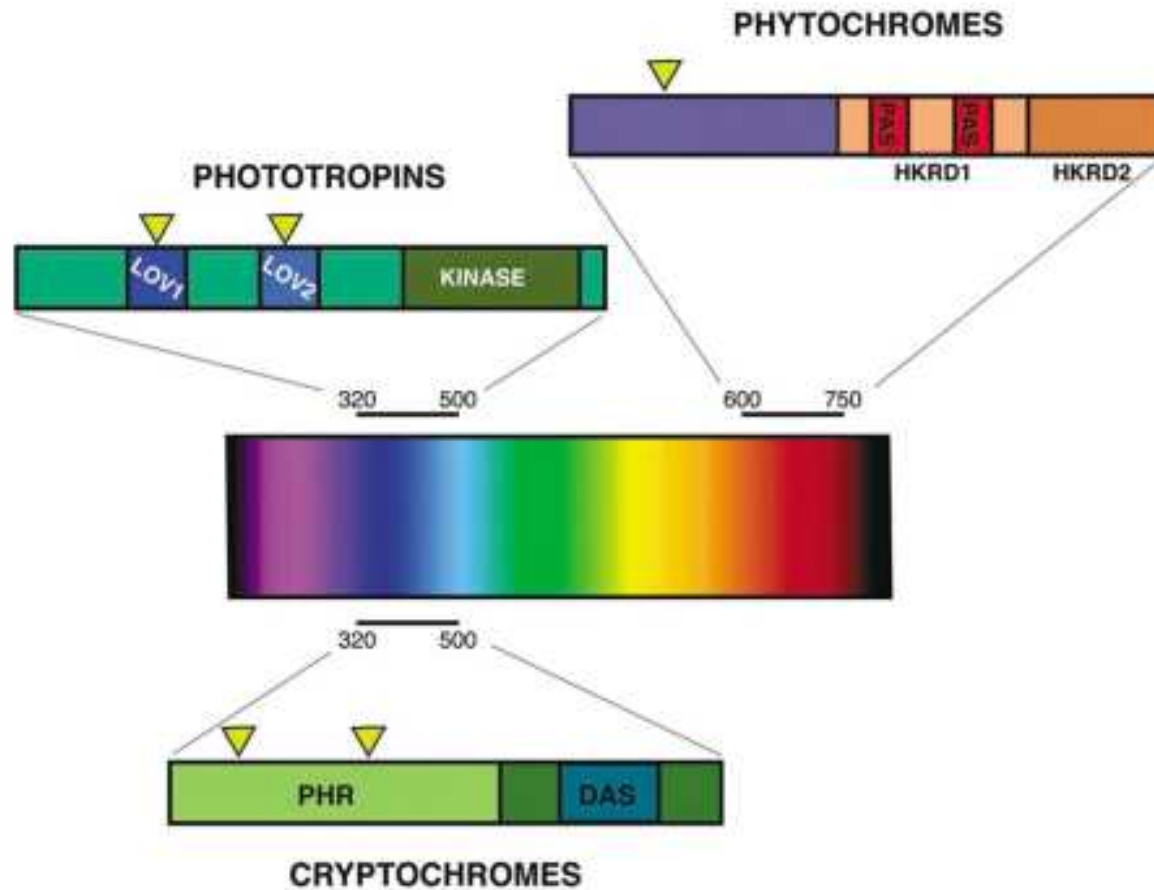 PHYTOCHROMES
PAS PAS
HKRD1 HKRD2
PHOTOTROPINS
LOV1 LOV2 KINASE
320 500 600 750
320 500
PHR DAS
CRYPTOCHROMES